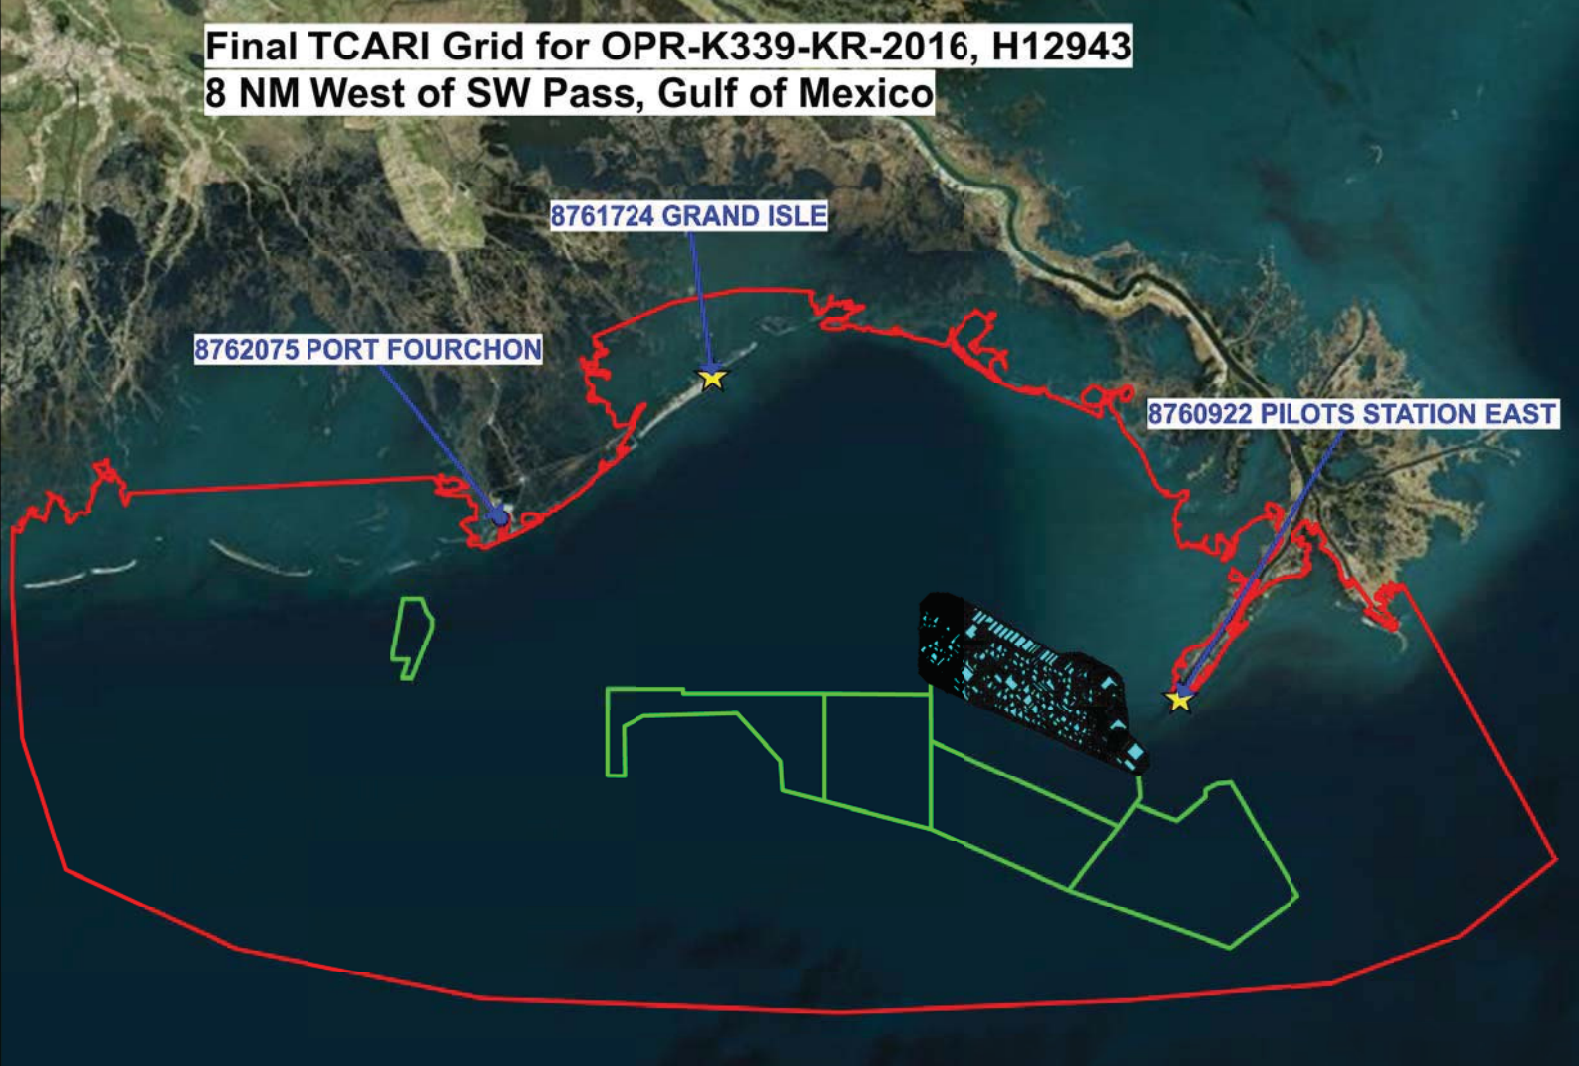 Final TCARI Grid for OPR-K339-KR-2016, H12943
8 NM West of SW Pass, Gulf of Mexico
8761724 GRAND ISLE
8762075 PORT FOURCHON
8760922 PILOTS STATION EAST